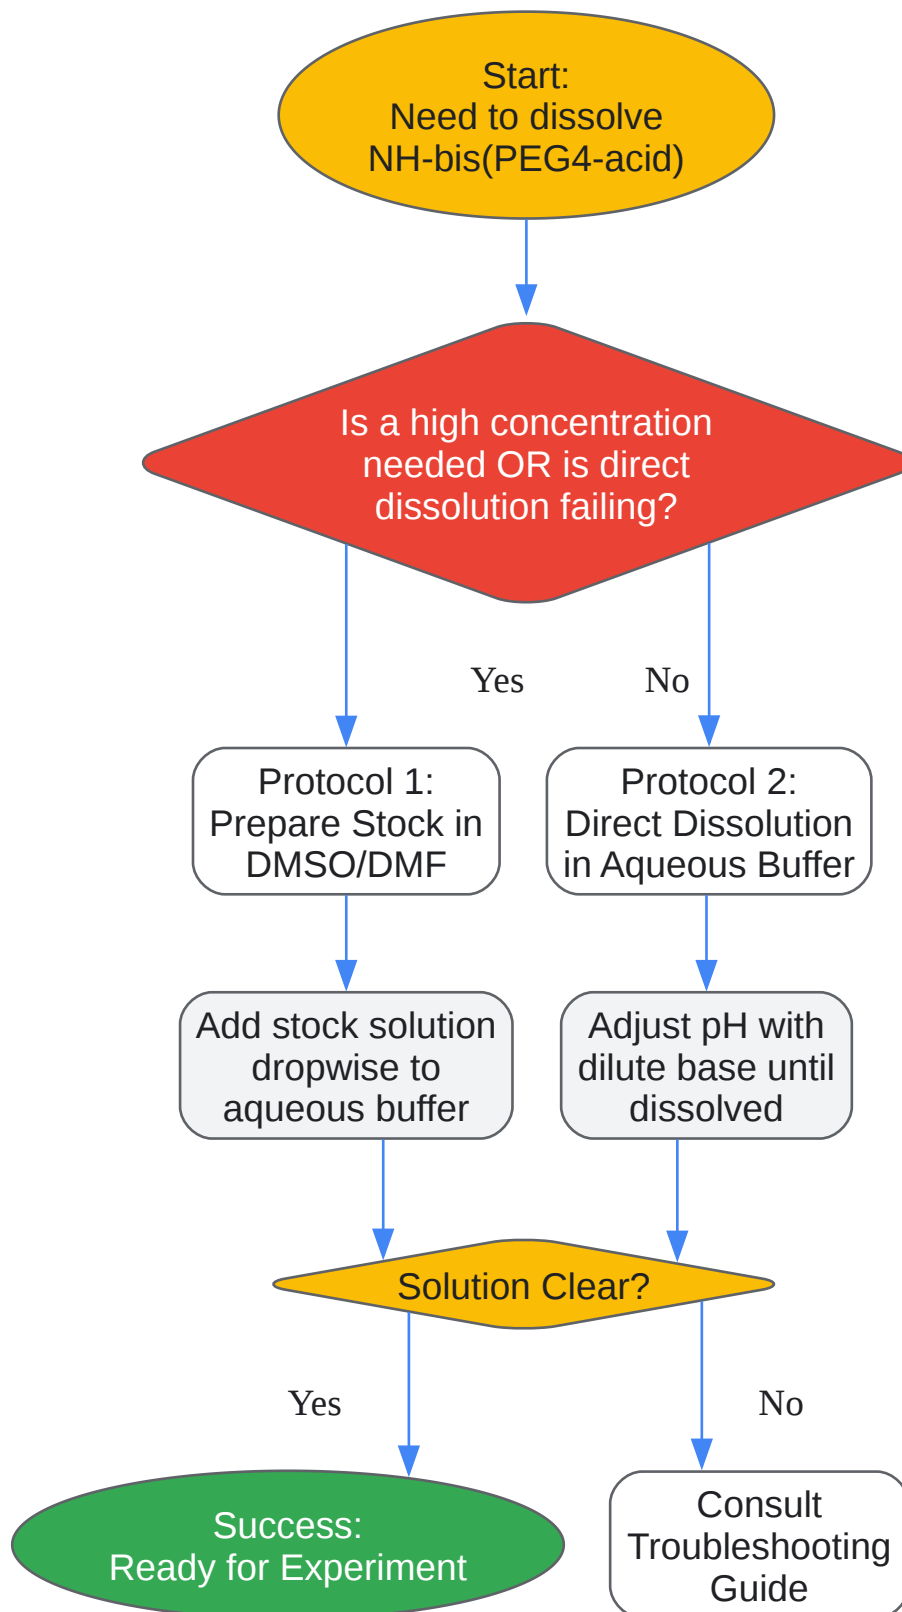 Start:
Need to dissolve
NH-bis(PEG4-acid)
Is a high concentration
needed OR is direct
dissolution failing?
Yes
No
Protocol 1:
Prepare Stock in
DMSO/DMF
Protocol 2:
Direct Dissolution
in Aqueous Buffer
Add stock solution
dropwise to
aqueous buffer
Adjust pH with
dilute base until
dissolved
Solution Clear?
Yes
No
Success:
Ready for Experiment
Consult
Troubleshooting
Guide